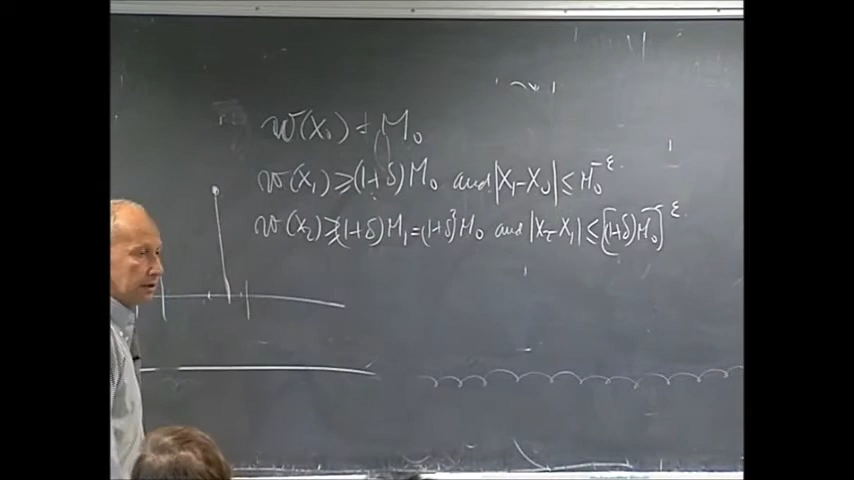 w(x₀) = M₀
w(x₁) ⩾ (1+δ) M₀ and |x₁-x₀| ≤ M₀^-ε
w(x₂) ⩾ (1+δ) M₁ = (1+δ)² M₀ and |x₂-x₁| ≤ [(1+δ)M₀]^-ε